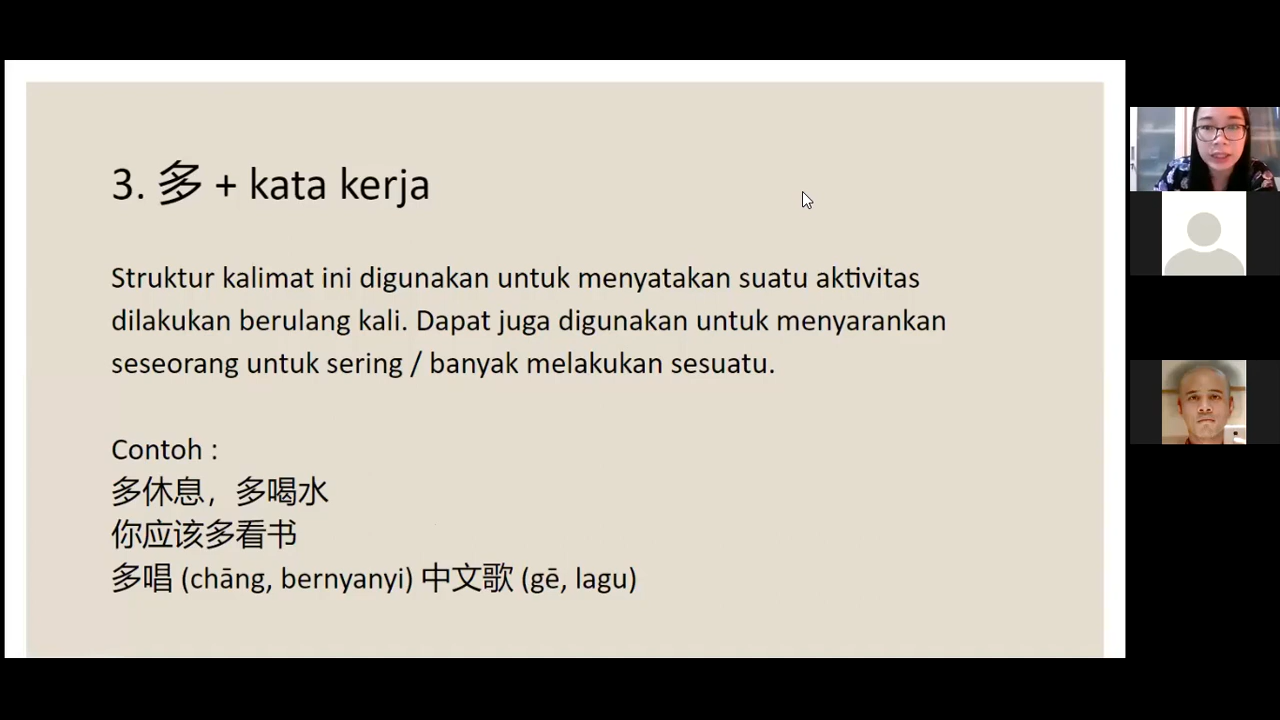 3. 多 + kata kerja
Struktur kalimat ini digunakan untuk menyatakan suatu aktivitas
dilakukan berulang kali. Dapat juga digunakan untuk menyarankan
seseorang untuk sering / banyak melakukan sesuatu.
Contoh :
多休息，多喝水
你应该多看书
多唱 (chāng, bernyanyi) 中文歌 (gē, lagu)